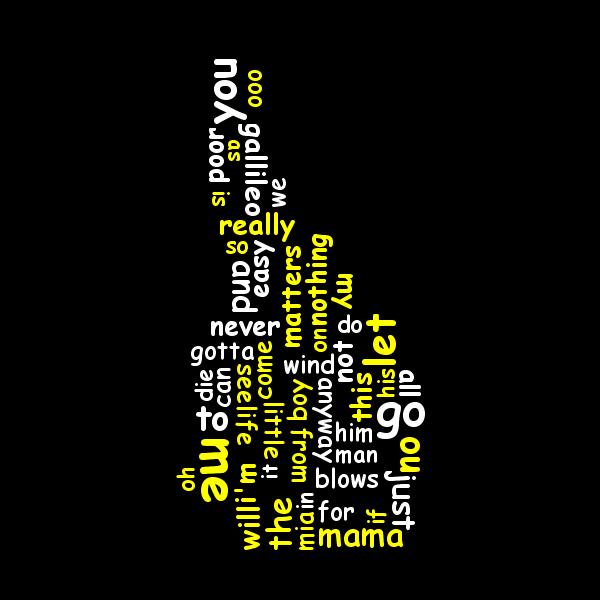 you
ooo
poor
as
gallileo
we
is
really
so
and
easy
matters
nothing
on
my
never
do
let
gotta
come
wind
not
die
can
see
life
little
boy
from
anyway
this
his
all
to
go
him
no
me
oh
it
man
i'm
will
blows
just
the
in
mia
for
if
mama